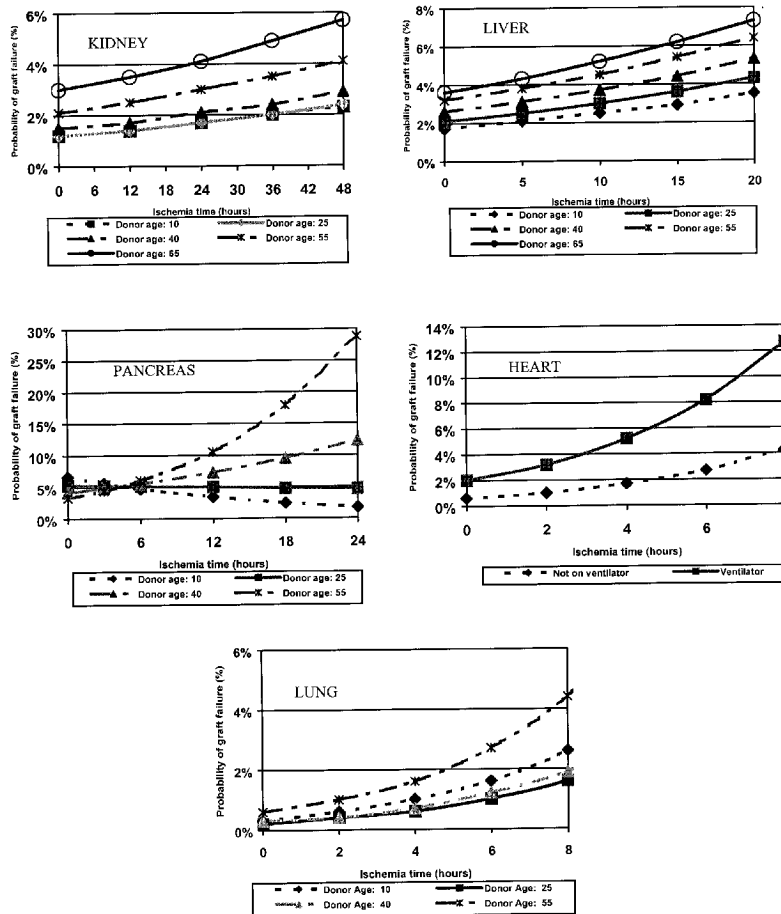 KIDNEY
Probability of graft failure (%)
6%
4%
2%
0%
0 6 12 18 24 30 36 42 48
Ischemia time (hours)
Donor age: 10 Donor age: 25
Donor age: 40 Donor age: 55
Donor age: 65
LIVER
Probability of graft failure (%)
8%
6%
4%
2%
0%
0 5 10 15 20
Ischemia time (hours)
Donor age: 10 Donor age: 25
Donor age: 40 Donor age: 55
Donor age: 65
PANCREAS
Probability of graft failure (%)
30%
25%
20%
15%
10%
5%
0%
0 6 12 18 24
Ischemia time (hours)
Donor age: 10 Donor age: 25
Donor age: 40 Donor age: 55
HEART
Probability of graft failure (%)
14%
12%
10%
8%
6%
4%
2%
0%
0 2 4 6
Ischemia time (hours)
Not on ventilator Ventilator
LUNG
Probability of graft failure (%)
6%
4%
2%
0%
0 2 4 6 8
Ischemia time (hours)
Donor Age: 10 Donor Age: 25
Donor Age: 40 Donor Age: 55